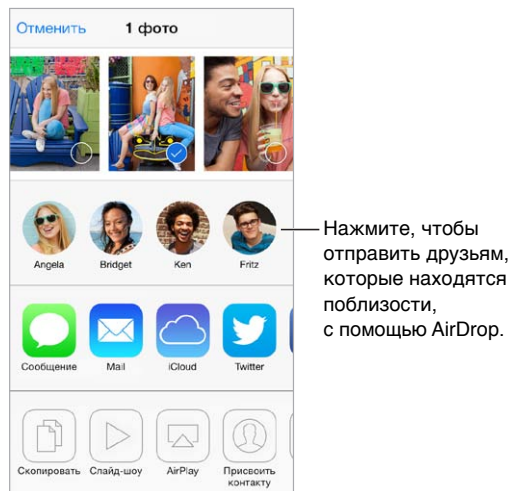 Отменить 1 фото
Angela Bridget Ken Fritz
Нажмите, чтобы
отправить друзьям,
которые находятся
поблизости,
с помощью AirDrop.
Сообщение Mail iCloud Twitter
Скопировать Слайд-шоу AirPlay Присвоить
контакту